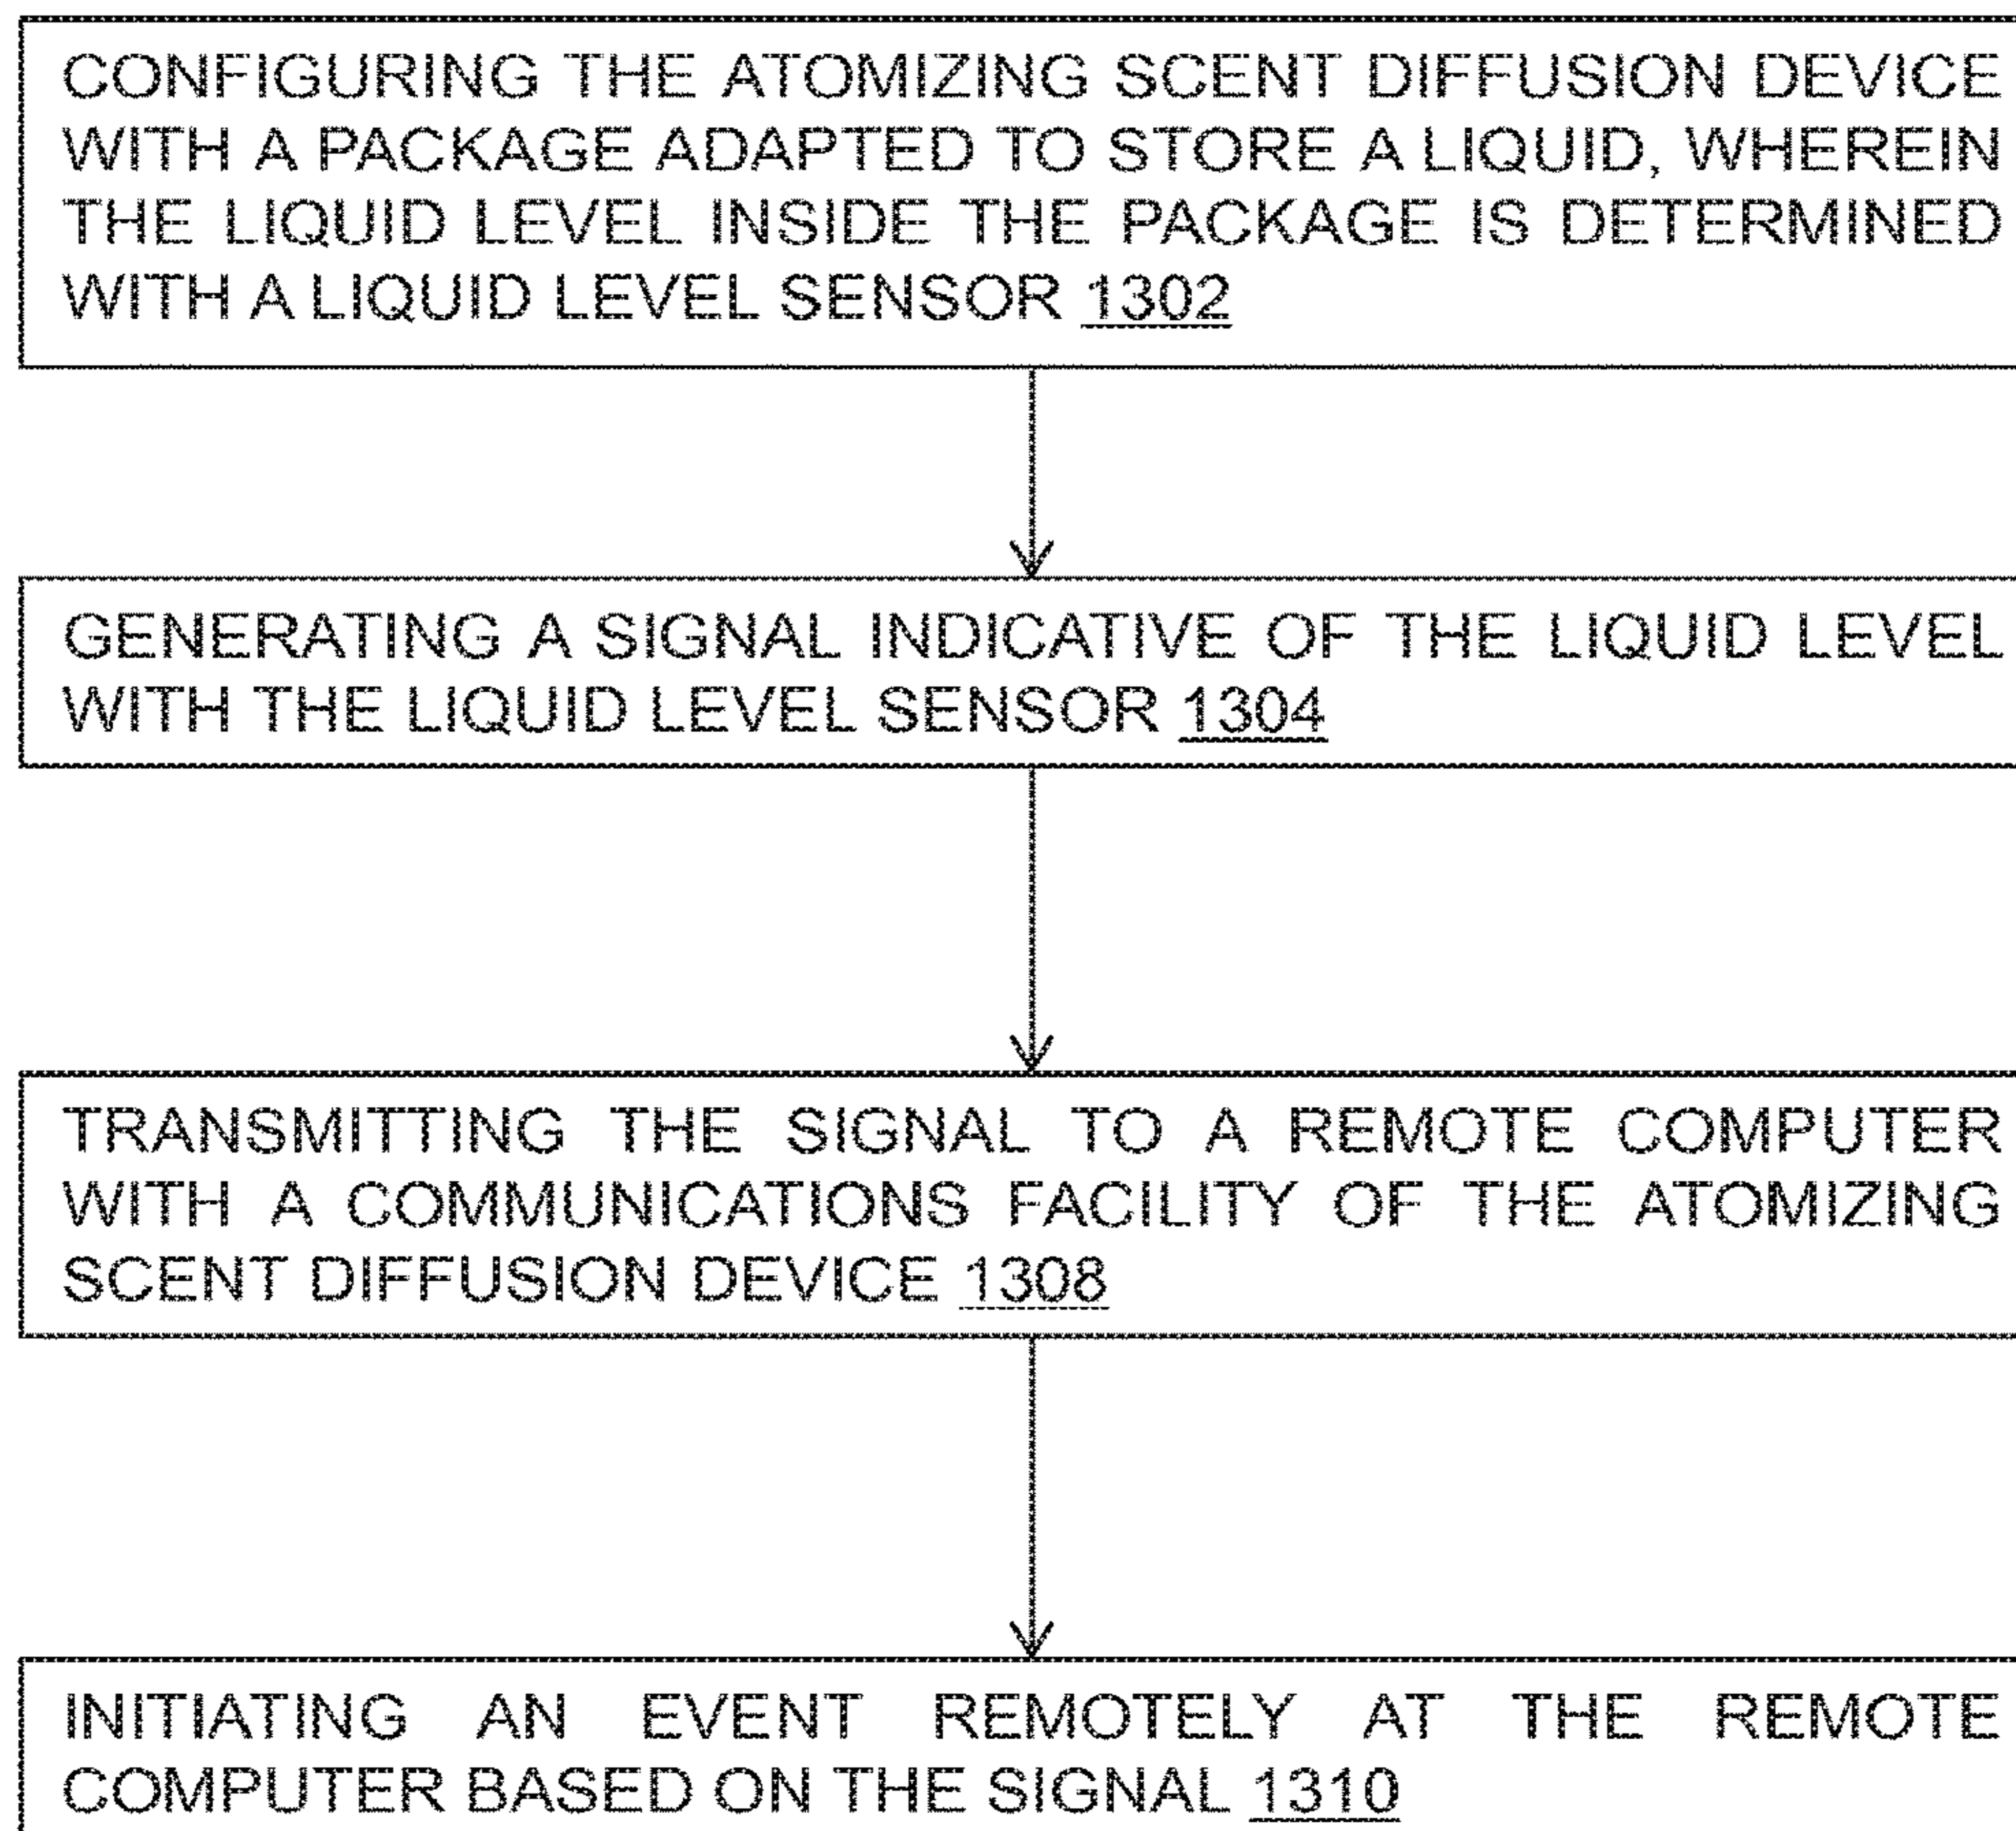 CONFIGURING THE ATOMIZING SCENT DIFFUSION DEVICE
WITH A PACKAGE ADAPTED TO STORE A LIQUID, WHEREIN
THE LIQUID LEVEL INSIDE THE PACKAGE IS DETERMINED
WITH A LIQUID LEVEL SENSOR 1302
GENERATING A SIGNAL INDICATIVE OF THE LIQUID LEVEL
WITH THE LIQUID LEVEL SENSOR 1304
TRANSMITTING THE SIGNAL TO A REMOTE COMPUTER
WITH A COMMUNICATIONS FACILITY OF THE ATOMIZING
SCENT DIFFUSION DEVICE 1308
INITIATING AN EVENT REMOTELY AT THE REMOTE
COMPUTER BASED ON THE SIGNAL 1310